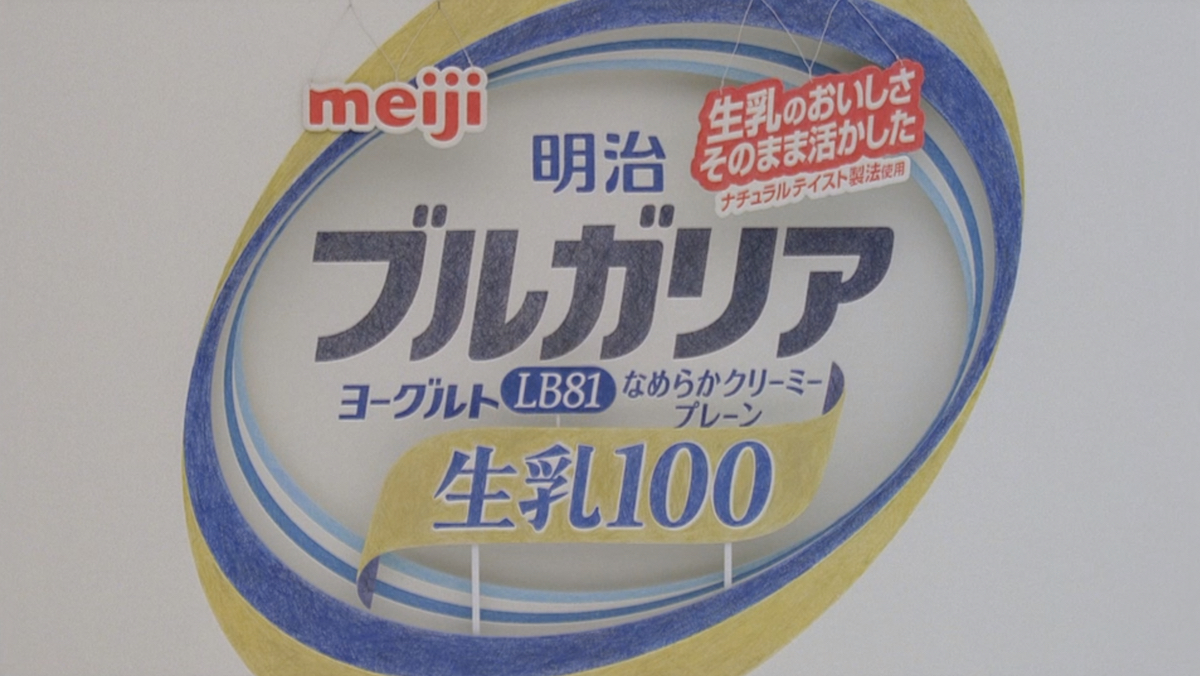 meiji
生乳のおいしさ
そのまま活かした
ナチュラルテイスト製法使用
明治
ブルガリア
ヨーグルト LB81 なめらかクリーミー
プレーン
生乳100